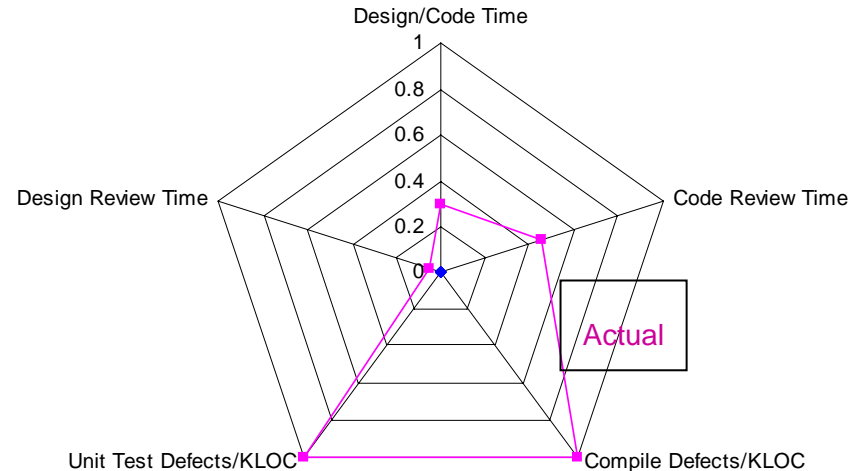 Design/Code Time
1
0.8
0.6
0.4
0.2
0
Design Review Time
Code Review Time
Actual
Unit Test Defects/KLOC
Compile Defects/KLOC